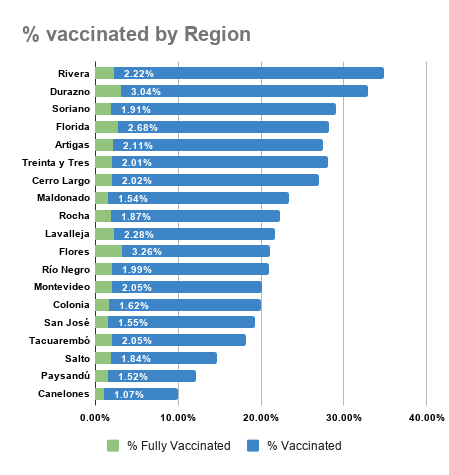 % vaccinated by Region
Rivera 2.22%
Durazno 3.04%
Soriano 1.91%
Florida 2.68%
Artigas 2.11%
Treinta y Tres 2.01%
Cerro Largo 2.02%
Maldonado 1.54%
Rocha 1.87%
Lavalleja 2.28%
Flores 3.26%
Río Negro 1.99%
Montevideo 2.05%
Colonia 1.62%
San José 1.55%
Tacuarembó 2.05%
Salto 1.84%
Paysandú 1.52%
Canelones 1.07%
0.00% 10.00% 20.00% 30.00% 40.00%
% Fully Vaccinated % Vaccinated